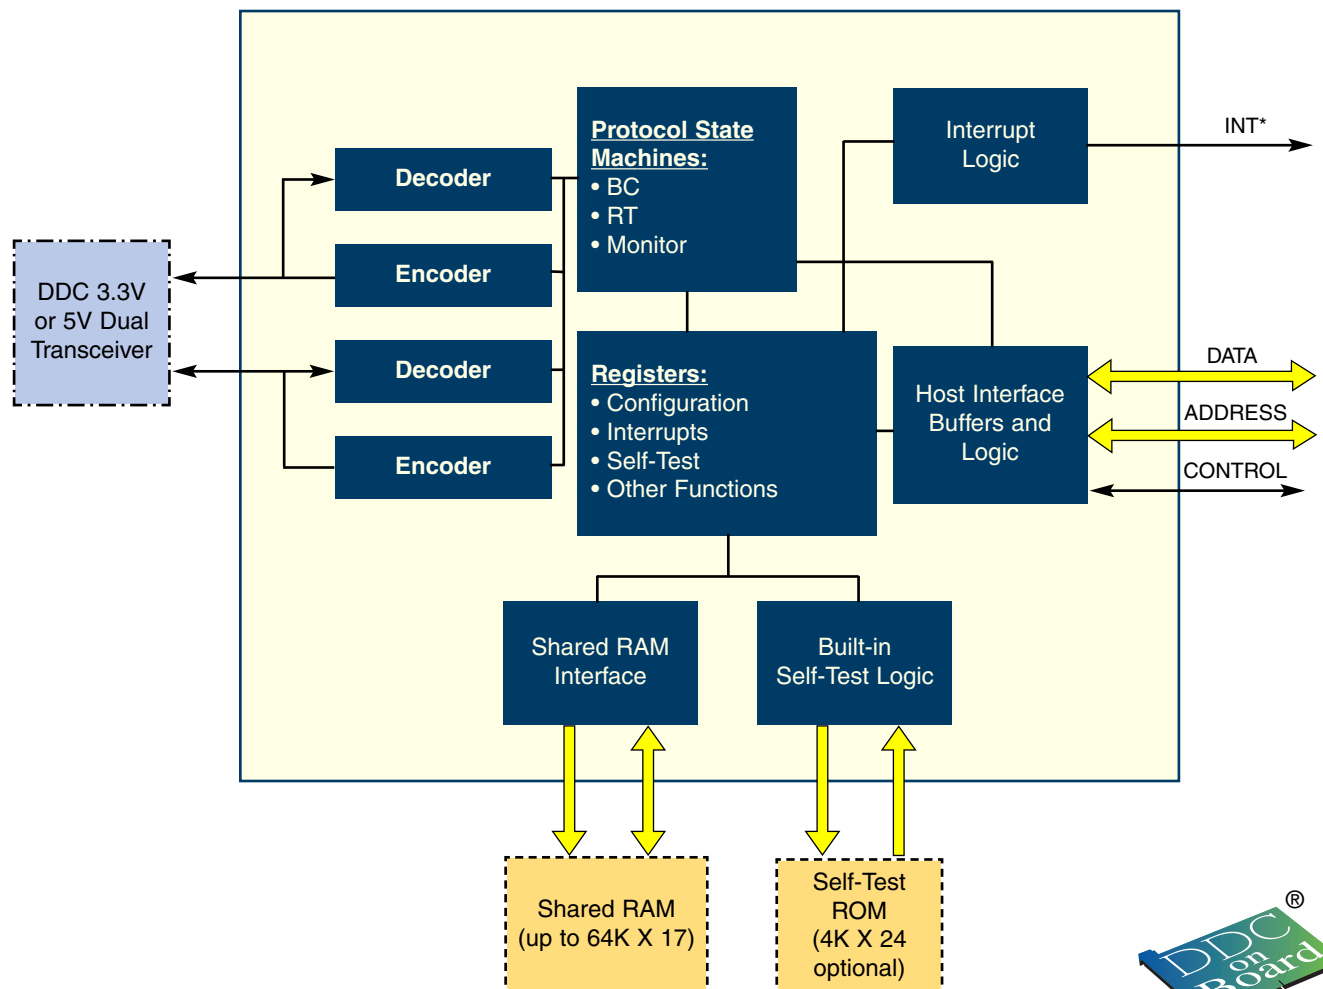 Protocol State
Machines:
• BC
• RT
• Monitor
Interrupt
Logic
INT*
Decoder
Encoder
DDC 3.3V
or 5V Dual
Transceiver
Decoder
Encoder
Registers:
• Configuration
• Interrupts
• Self-Test
• Other Functions
Host Interface
Buffers and
Logic
DATA
ADDRESS
CONTROL
Shared RAM
Interface
Built-in
Self-Test Logic
Shared RAM
(up to 64K X 17)
Self-Test
ROM
(4K X 24
optional)
®
DDC
on
Board